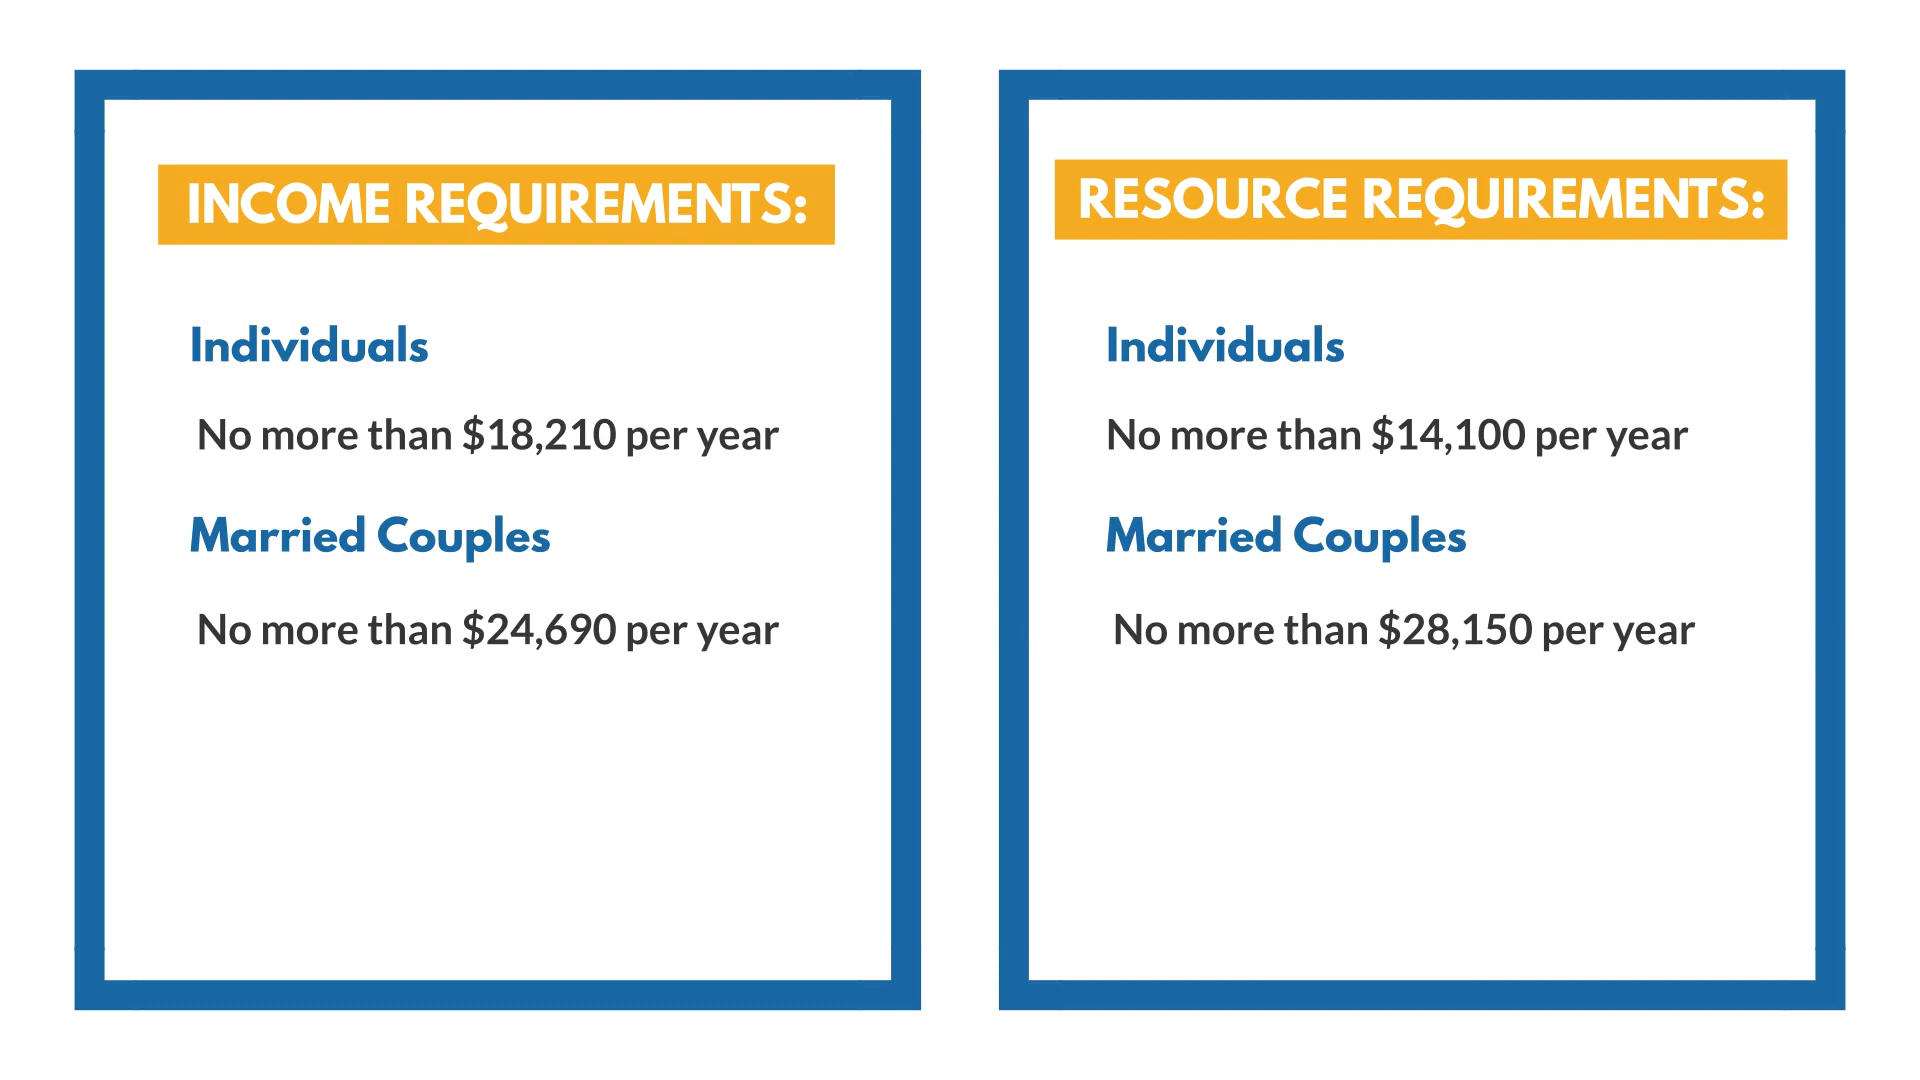 INCOME REQUIREMENTS:
Individuals
No more than $18,210 per year
Married Couples
No more than $24,690 per year
RESOURCE REQUIREMENTS:
Individuals
No more than $14,100 per year
Married Couples
No more than $28,150 per year